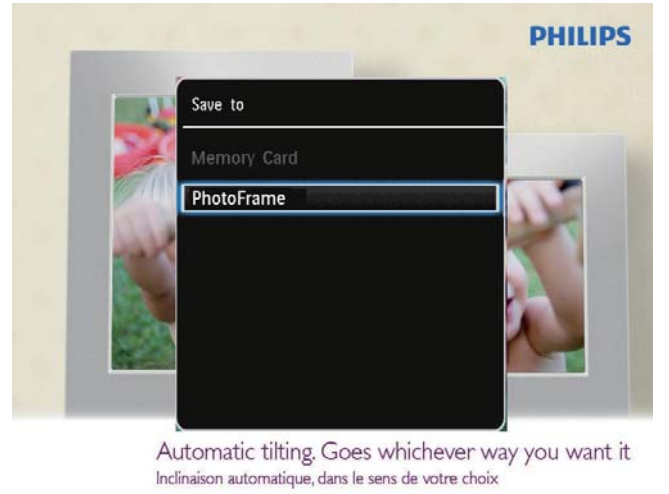 PHILIPS
Save to
Memory Card
PhotoFrame
Automatic tilting. Goes whichever way you want it
Inclinaison automatique, dans le sens de votre choix